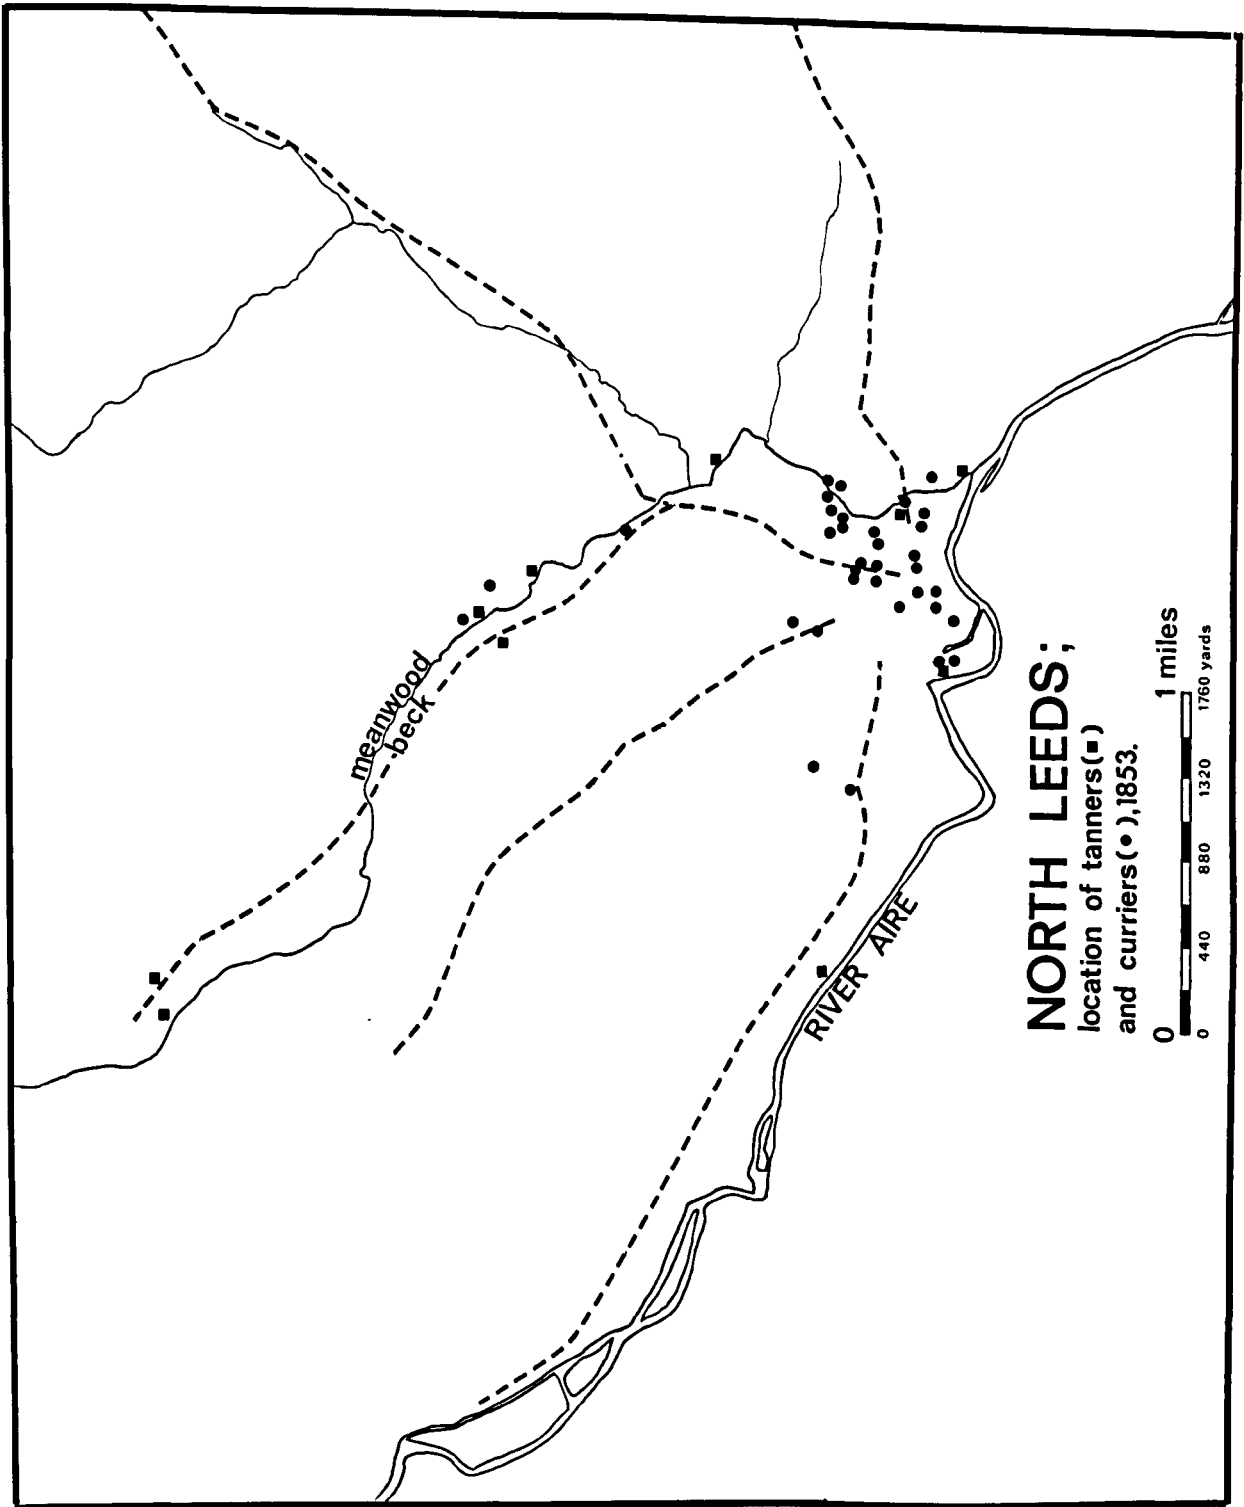 meanwood
beck
RIVER AIRE
NORTH LEEDS;
location of tanners(■)
and curriers(●),1853.
0 1 miles
0 440 880 1320 1760 yards